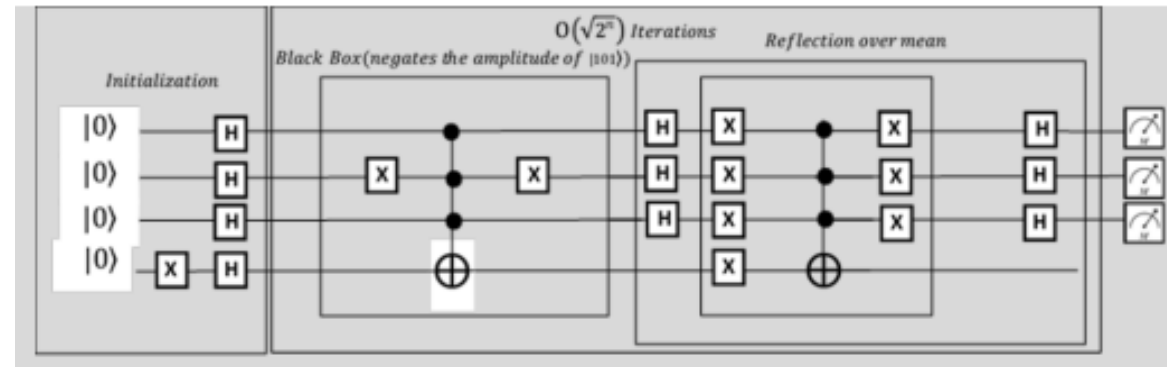 O(√2ⁿ) Iterations
Reflection over mean
Black Box(negates the amplitude of |101⟩)
Initialization
|0⟩ H H X X H
|0⟩ H X X H X X H
|0⟩ H H X X H
|0⟩ X H X